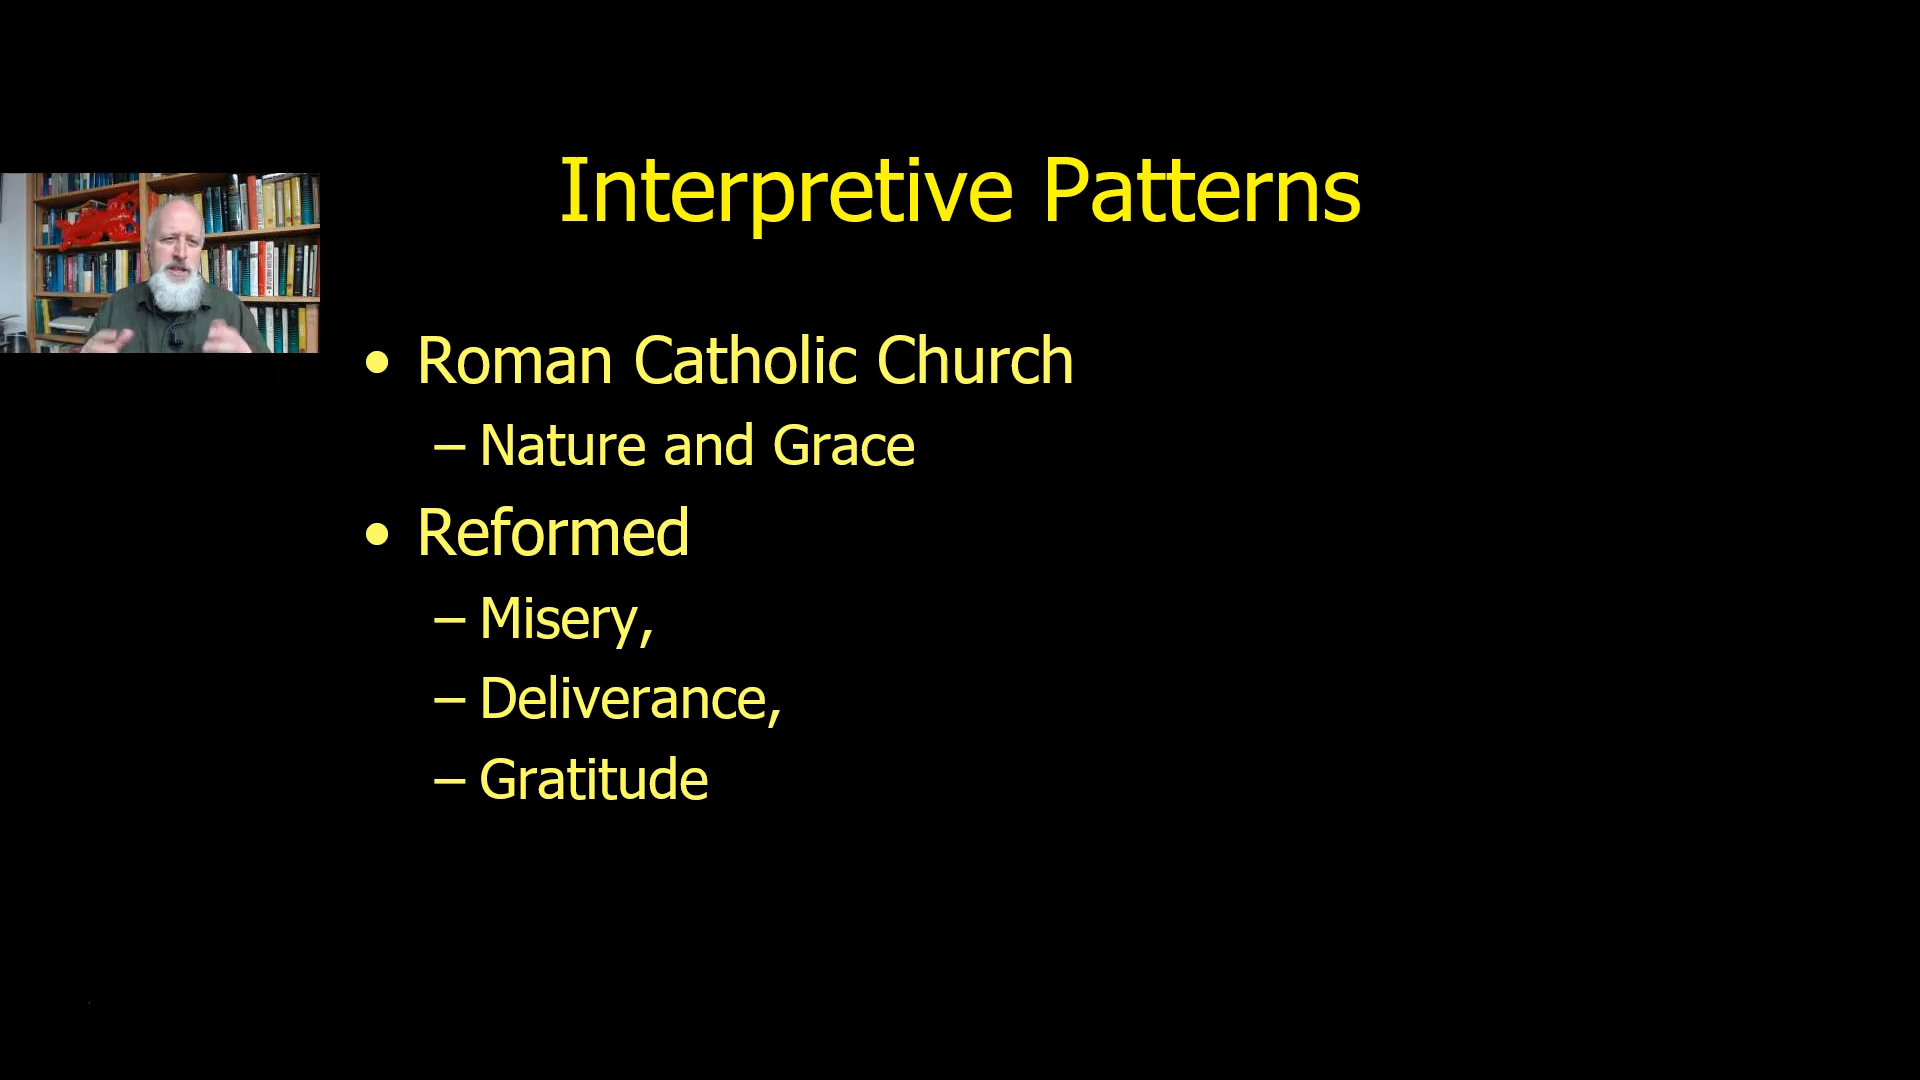 Interpretive Patterns
• Roman Catholic Church
– Nature and Grace
• Reformed
– Misery,
– Deliverance,
– Gratitude